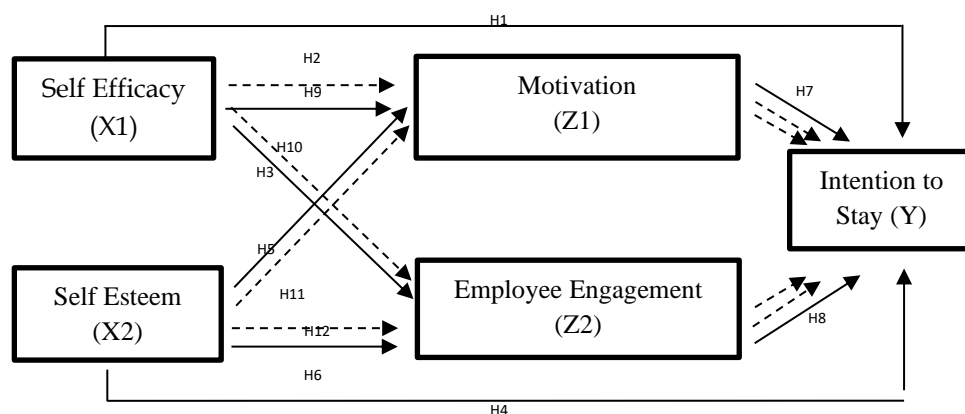 H1
H2
Self Efficacy
(X1)
H9
Motivation
(Z1)
H7
H10
H3
Intention to
Stay (Y)
H5
Self Esteem
(X2)
H11
Employee Engagement
(Z2)
H12
H8
H6
H4